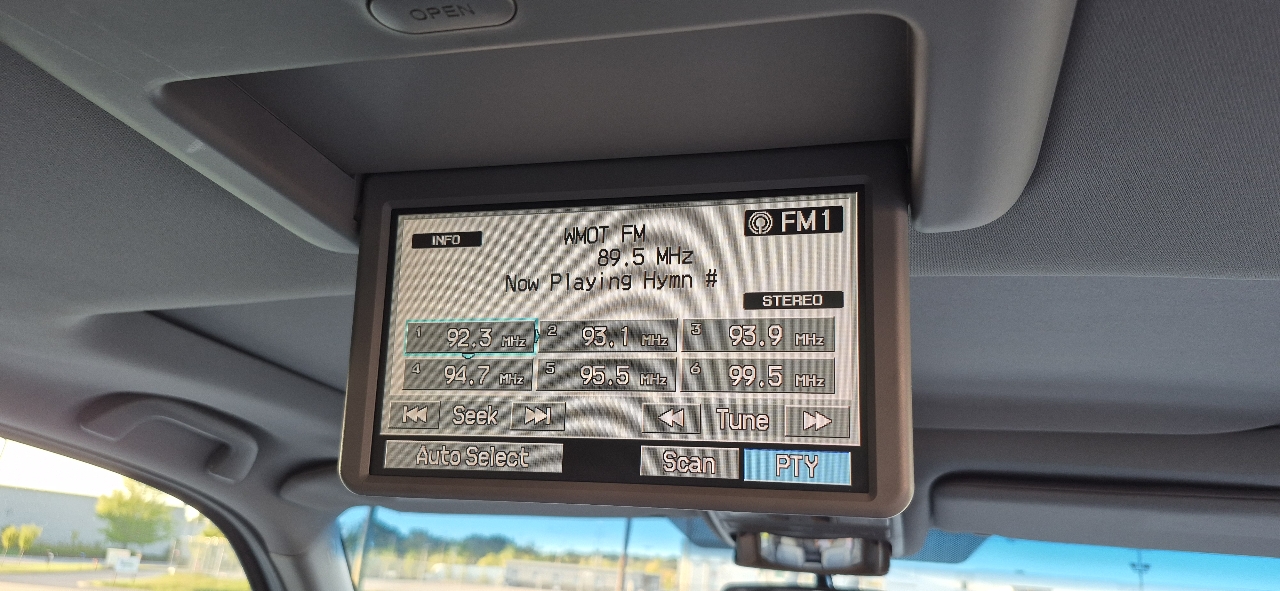 OPEN
FM1
INFO
WMOT FM
89.5 MHz
Now Playing Hymn #
STEREO
1 92.3 MHz 2 93.1 MHz 3 93.9 MHz
4 94.7 MHz 5 95.5 MHz 6 99.5 MHz
Seek Tune
Auto Select Scan PTY